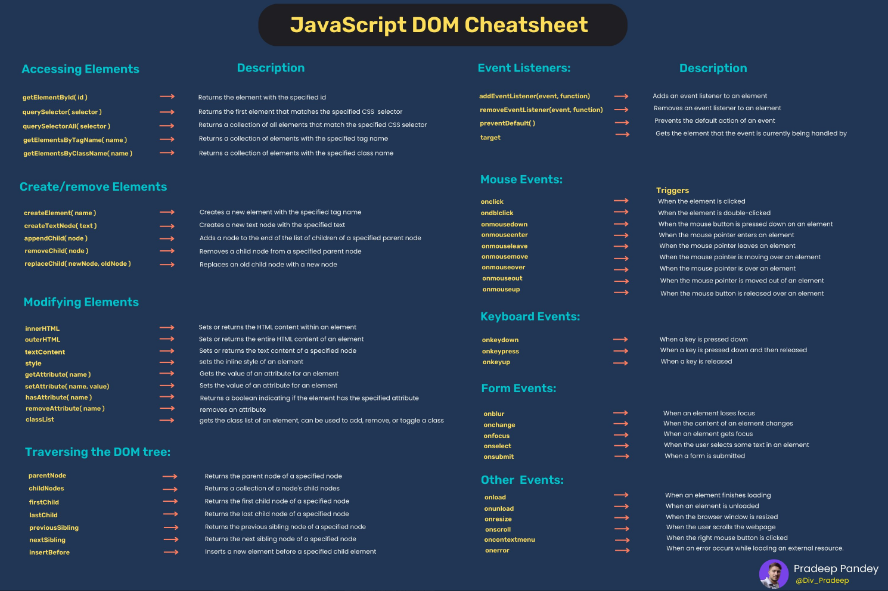 JavaScript DOM Cheatsheet
Accessing Elements Description
getElementById( id ) Returns the element with the specified id
querySelector( selector ) Returns the first element that matches the specified CSS selector
querySelectorAll( selector ) Returns a collection of all elements that match the specified CSS selector
getElementsByTagName( name ) Returns a collection of elements with the specified tag name
getElementsByClassName( name ) Returns a collection of elements with the specified class name
Create/remove Elements
createElement( name ) Creates a new element with the specified tag name
createTextNode( text ) Creates a new text node with the specified text
appendChild( node ) Adds a node to the end of the list of children of a specified parent node
removeChild( node ) Removes a child node from a specified parent node
replaceChild( newNode, oldNode ) Replaces an old child node with a new node
Modifying Elements
innerHTML Sets or returns the HTML content within an element
outerHTML Sets or returns the entire HTML content of an element
textContent Sets or returns the text content of a specified node
style sets the inline style of an element
getAttribute( name ) Gets the value of an attribute for an element
setAttribute( name, value) Sets the value of an attribute for an element
hasAttribute( name ) Returns a boolean indicating if the element has the specified attribute
removeAttribute( name ) removes an attribute
classList gets the class list of an element, can be used to add, remove, or toggle a class
Traversing the DOM tree:
parentNode Returns the parent node of a specified node
childNodes Returns a collection of a node's child nodes
firstChild Returns the first child node of a specified node
lastChild Returns the last child node of a specified node
previousSibling Returns the previous sibling node of a specified node
nextSibling Returns the next sibling node of a specified node
insertBefore Inserts a new element before a specified child element
Event Listeners: Description
addEventListener(event, function) Adds an event listener to an element
removeEventListener(event, function) Removes an event listener to an element
preventDefault( ) Prevents the default action of an event
target Gets the element that the event is currently being handled by
Mouse Events:
Triggers
onclick When the element is clicked
ondblclick When the element is double-clicked
onmousedown When the mouse button is pressed down on an element
onmouseenter When the mouse pointer enters an element
onmouseleave When the mouse pointer leaves an element
onmousemove When the mouse pointer is moving over an element
onmouseover When the mouse pointer is over an element
onmouseout When the mouse pointer is moved out of an element
onmouseup When the mouse button is released over an element
Keyboard Events:
onkeydown When a key is pressed down
onkeypress When a key is pressed down and then released
onkeyup When a key is released
Form Events:
onblur When an element loses focus
onchange When the content of an element changes
onfocus When an element gets focus
onselect When the user selects some text in an element
onsubmit When a form is submitted
Other Events:
onload When an element finishes loading
onunload When an element is unloaded
onresize When the browser window is resized
onscroll When the user scrolls the webpage
oncontextmenu When the right mouse button is clicked
onerror When an error occurs while loading an external resource.
Pradeep Pandey
@Div_Pradeep